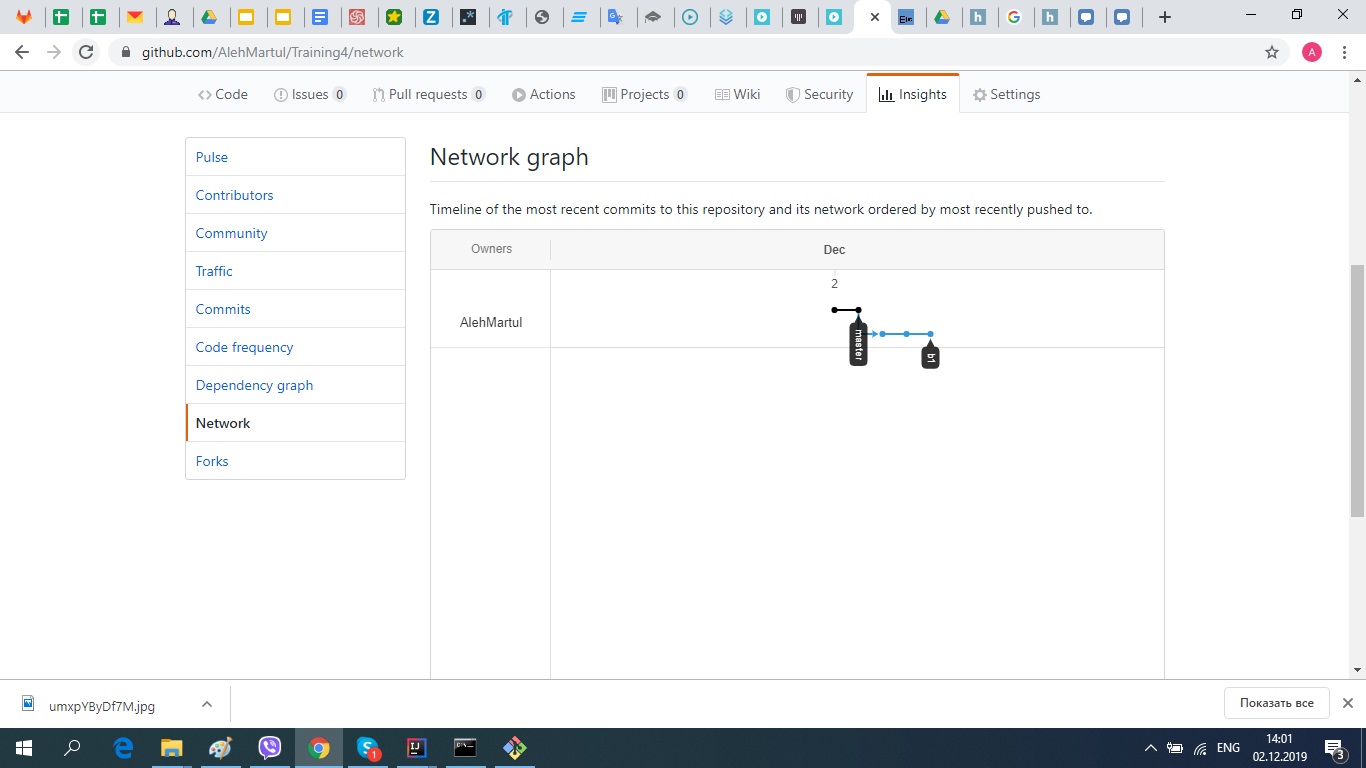 github.com/AlehMartul/Training4/network
A
Code
Issues 0
Pull requests 0
Actions
Projects 0
Wiki
Security
Insights
Settings
Pulse
Contributors
Community
Traffic
Commits
Code frequency
Dependency graph
Network
Forks
Network graph
Timeline of the most recent commits to this repository and its network ordered by most recently pushed to.
Owners
Dec
2
AlehMartul
master
b1
umxpYByDf7M.jpg
Показать все
1
ENG
14:01
02.12.2019
3